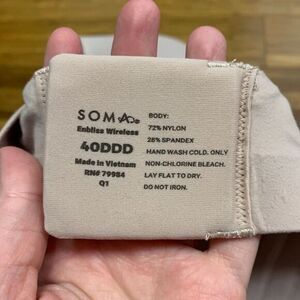 SOMA
Enbliss Wireless
40DDD
Made in Vietnam
RN# 79984
Q1
BODY:
72% NYLON
28% SPANDEX
HAND WASH COLD. ONLY
NON-CHLORINE BLEACH.
LAY FLAT TO DRY.
DO NOT IRON.